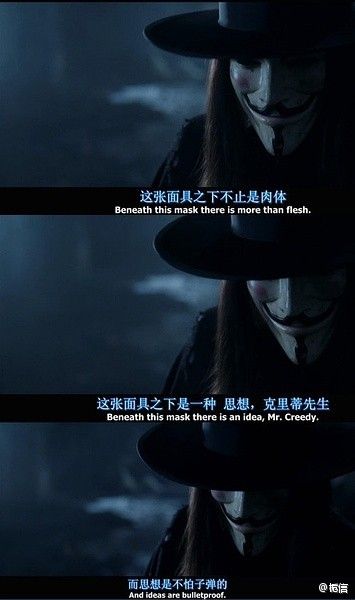 这张面具之下不止是肉体
Beneath this mask there is more than flesh.
这张面具之下是一种 思想，克里蒂先生
Beneath this mask there is an idea, Mr. Creedy.
而思想是不怕子弹的
And ideas are bulletproof.